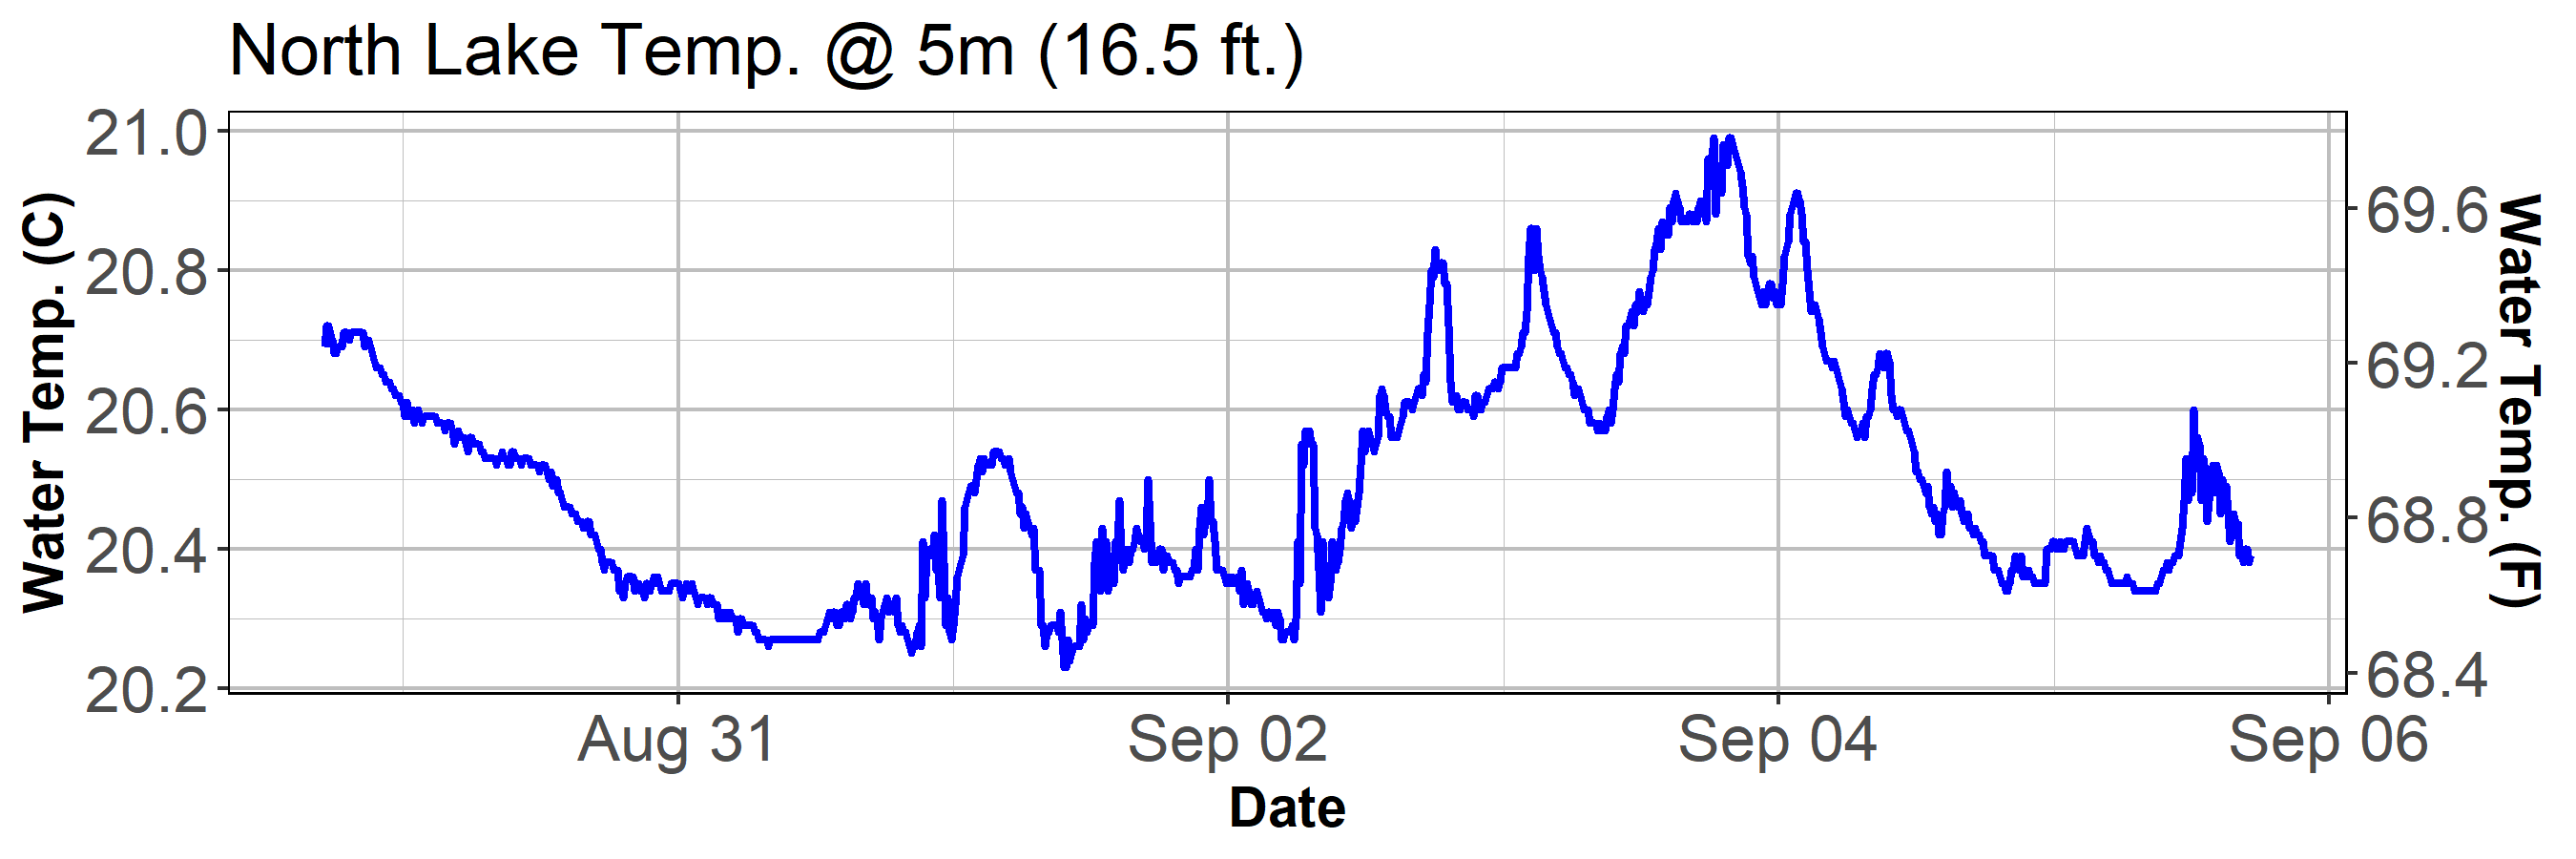 North Lake Temp. @ 5m (16.5 ft.)
Water Temp. (C)
21.0
20.8
20.6
20.4
20.2
69.6
69.2
68.8
68.4
Water Temp. (F)
Aug 31
Sep 02
Sep 04
Sep 06
Date